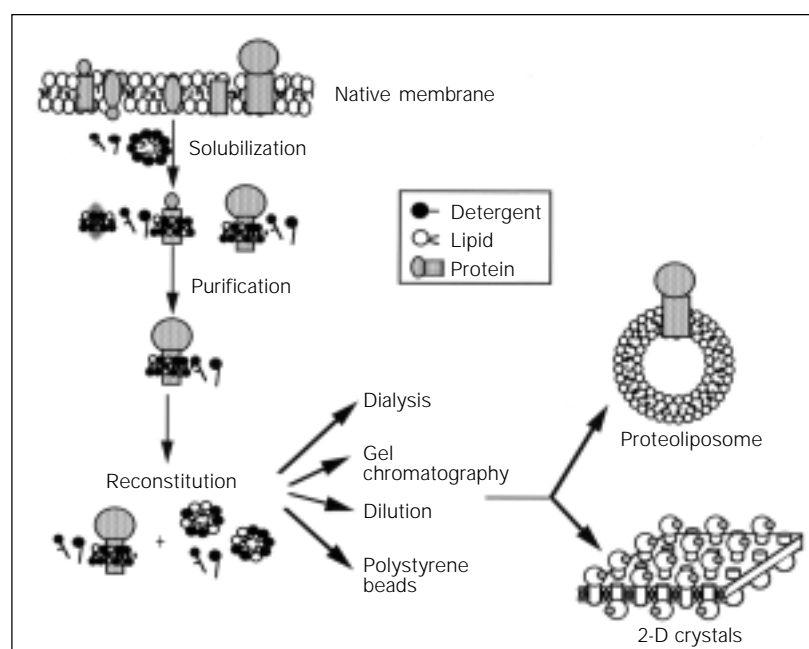 Native membrane
Solubilization
Detergent
Lipid
Protein
Purification
Reconstitution
+
Dialysis
Gel
chromatography
Dilution
Polystyrene
beads
Proteoliposome
2-D crystals